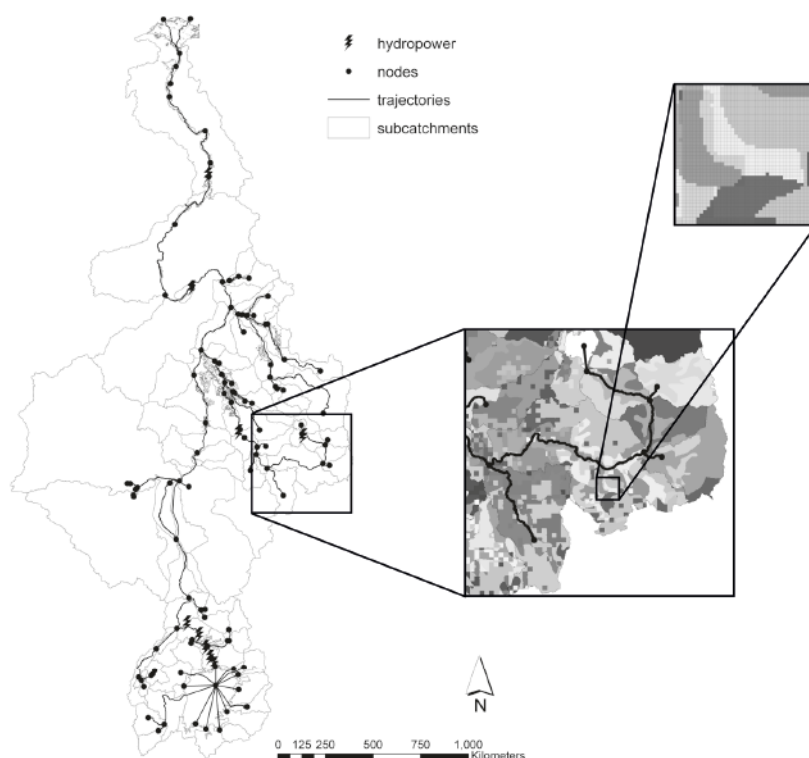 hydropower
nodes
trajectories
subcatchments
N
0 125 250 500 750 1,000
Kilometers